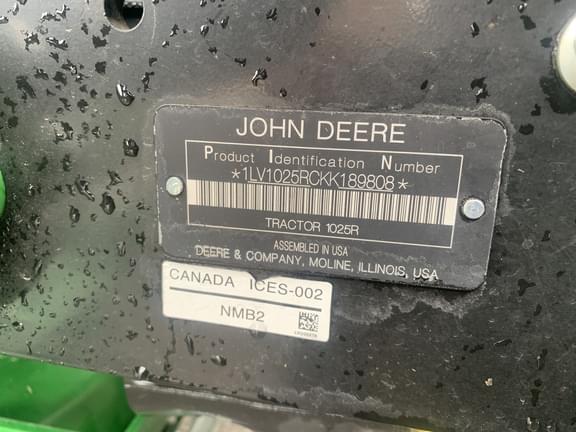 JOHN DEERE
Product Identification Number
*1LV1025RCKK189808*
TRACTOR 1025R
ASSEMBLED IN USA
DEERE & COMPANY, MOLINE, ILLINOIS, USA
CANADA ICES-002
NMB2